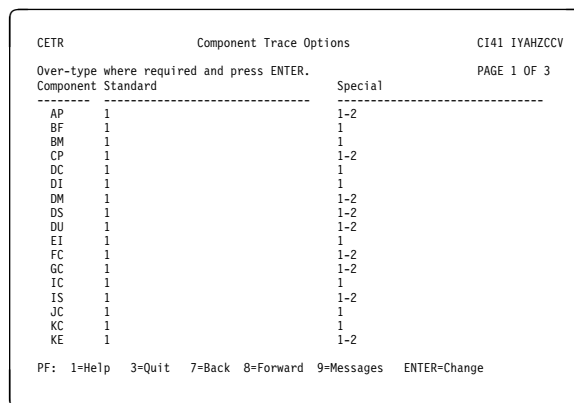 CETR Component Trace Options CI41 IYAHZCCV
Over-type where required and press ENTER. PAGE 1 OF 3
Component Standard Special
-------- ------------------------------- -------------------------------
AP 1 1-2
BF 1 1
BM 1 1
CP 1 1-2
DC 1 1
DI 1 1
DM 1 1-2
DS 1 1-2
DU 1 1-2
EI 1 1
FC 1 1-2
GC 1 1-2
IC 1 1
IS 1 1-2
JC 1 1
KC 1 1
KE 1 1-2
PF: 1=Help 3=Quit 7=Back 8=Forward 9=Messages ENTER=Change